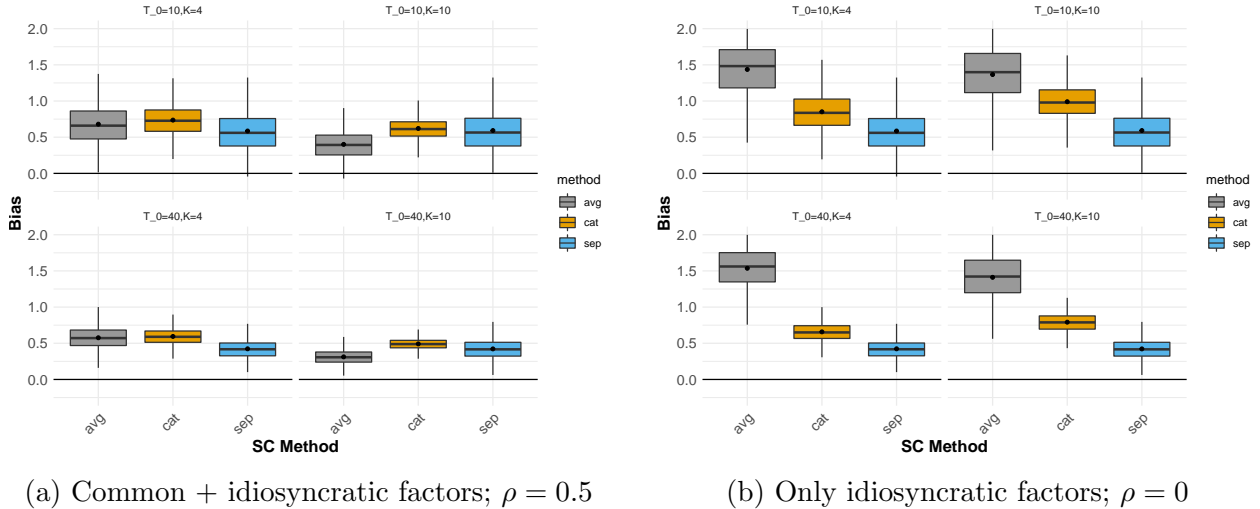 T_0=10,K=4
T_0=10,K=10
2.0
1.5
1.0
0.5
0.0
T_0=40,K=4
T_0=40,K=10
2.0
1.5
1.0
0.5
0.0
Bias
avg
cat
sep
avg
cat
sep
SC Method
method
avg
cat
sep
(a) Common + idiosyncratic factors; ρ = 0.5
T_0=10,K=4
T_0=10,K=10
2.0
1.5
1.0
0.5
0.0
T_0=40,K=4
T_0=40,K=10
2.0
1.5
1.0
0.5
0.0
Bias
avg
cat
sep
avg
cat
sep
SC Method
method
avg
cat
sep
(b) Only idiosyncratic factors; ρ = 0